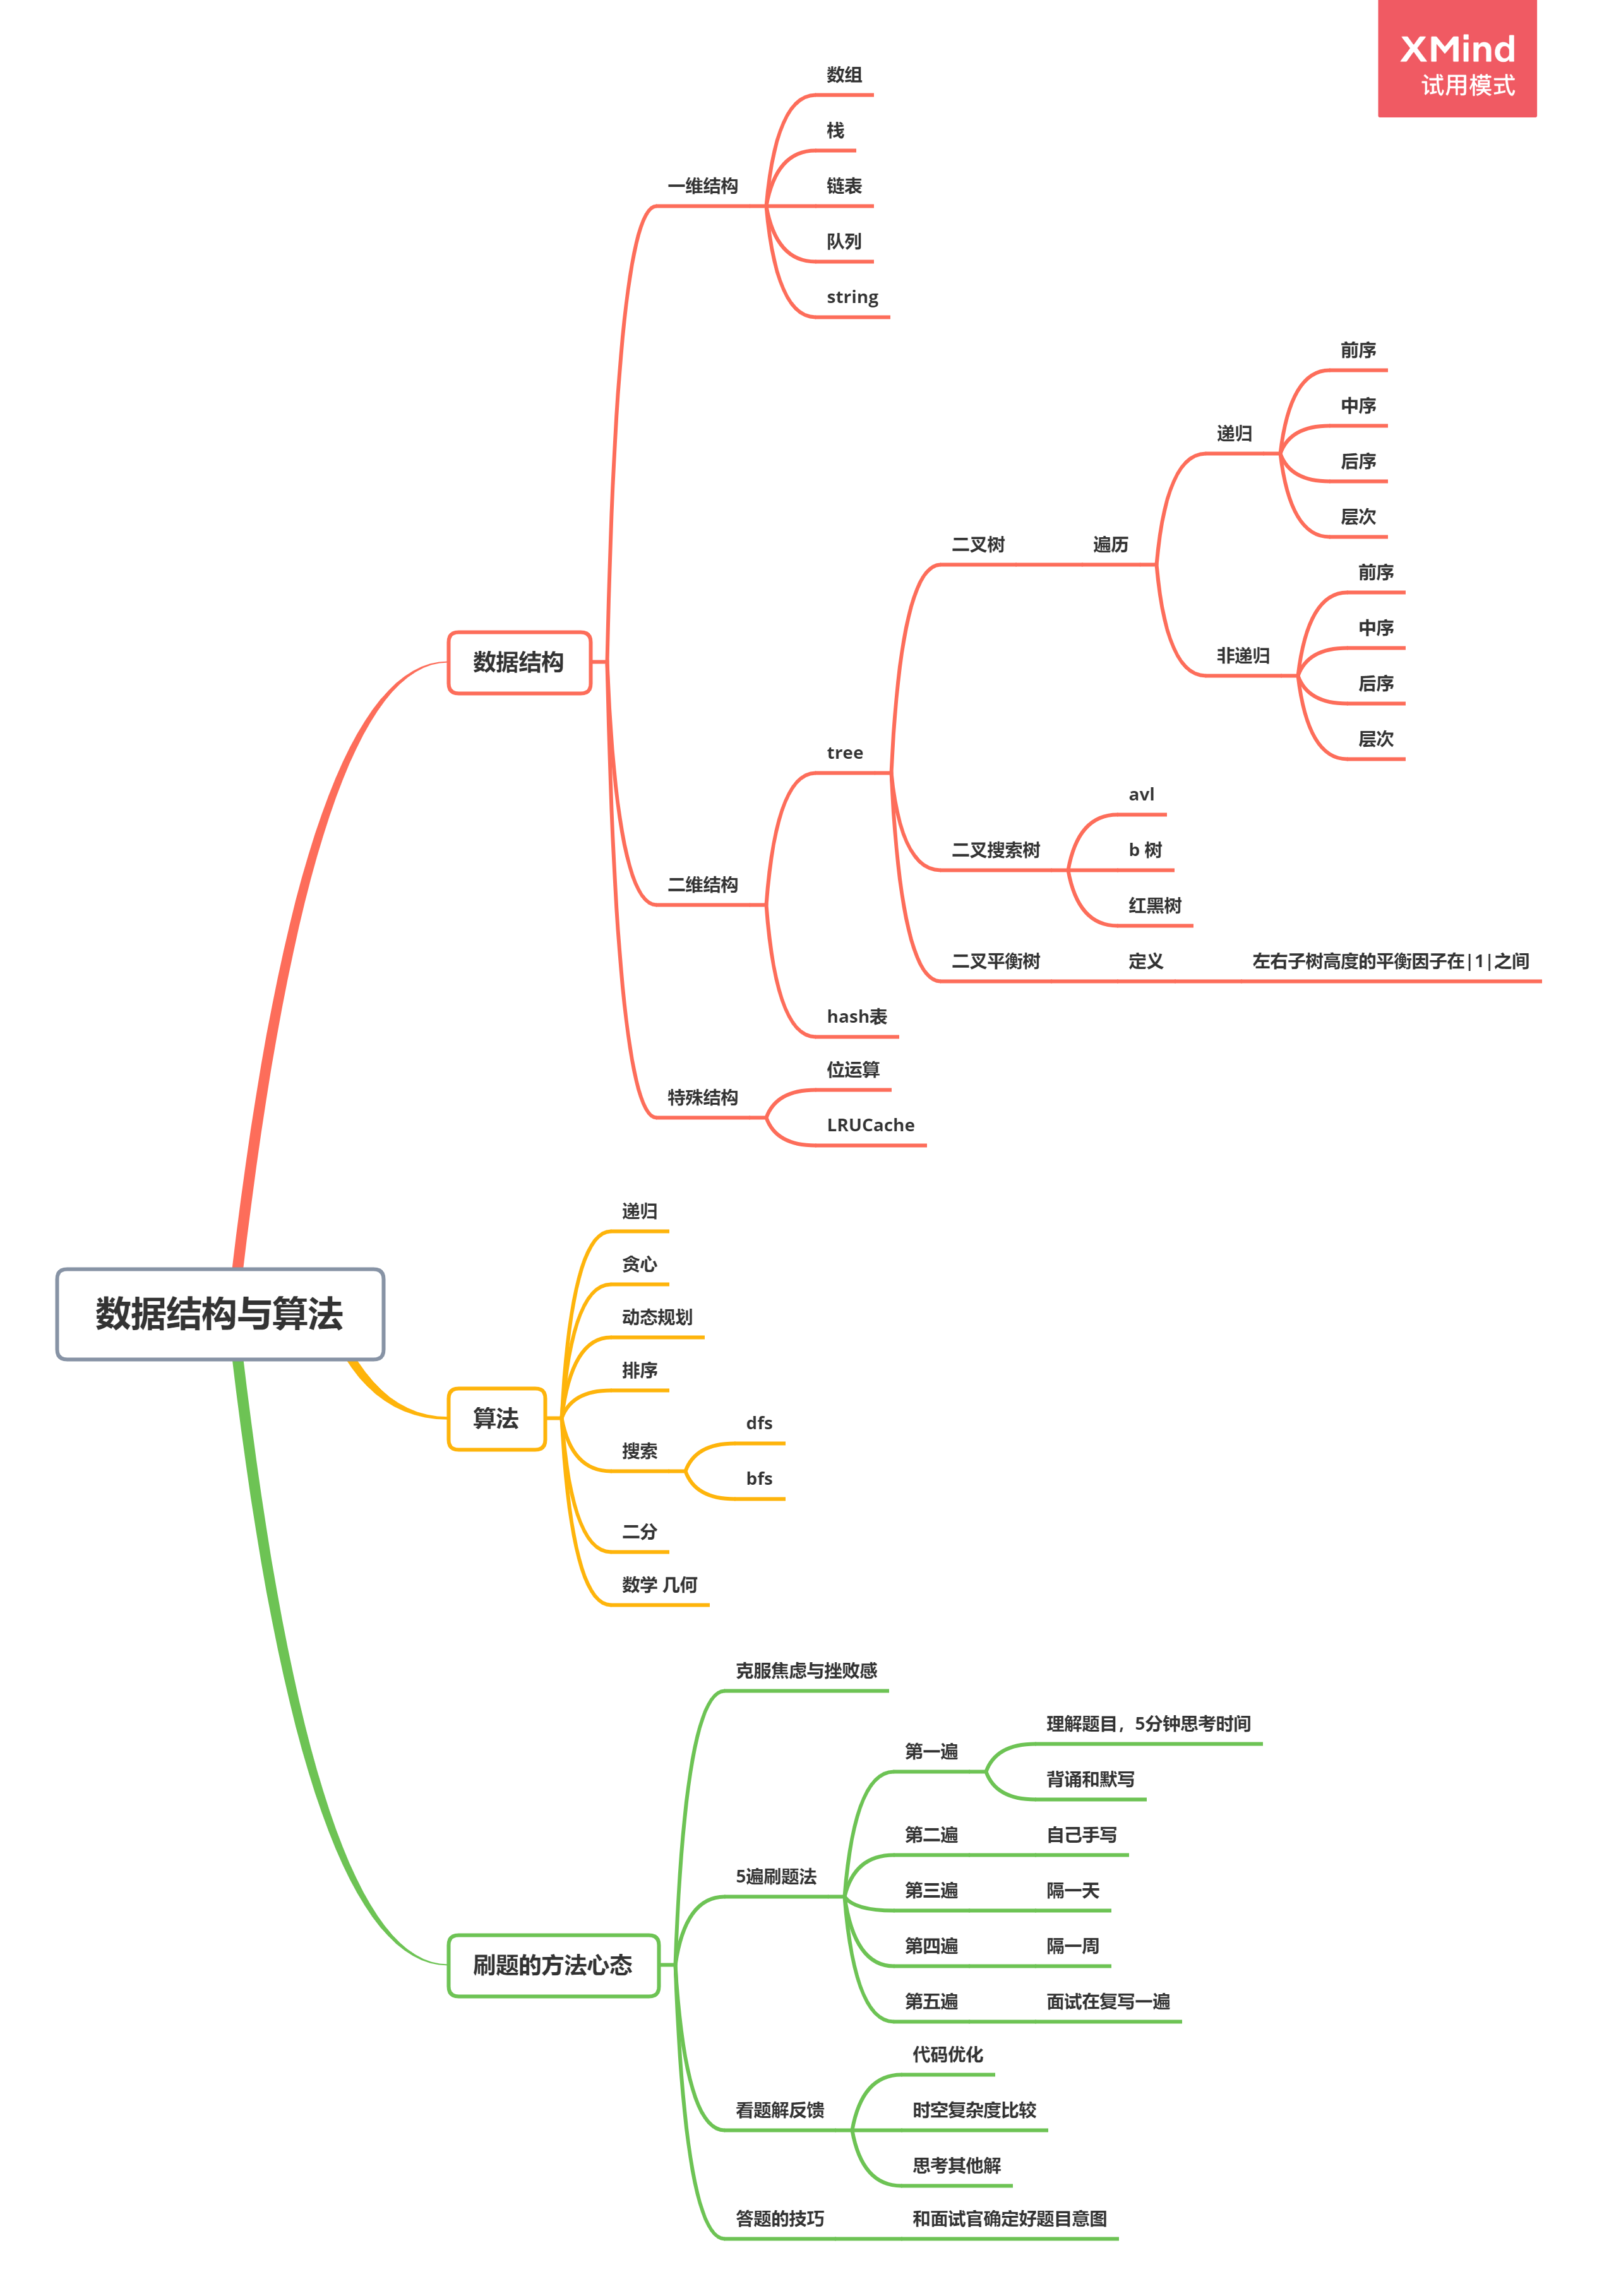 XMind
试用模式
数据结构与算法
数据结构
一维结构
数组
栈
链表
队列
string
二维结构
tree
二叉树
遍历
递归
前序
中序
后序
层次
非递归
前序
中序
后序
层次
二叉搜索树
avl
b 树
红黑树
二叉平衡树
定义
左右子树高度的平衡因子在|1|之间
hash表
特殊结构
位运算
LRUCache
算法
递归
贪心
动态规划
排序
搜索
dfs
bfs
二分
数学 几何
刷题的方法心态
克服焦虑与挫败感
5遍刷题法
第一遍
理解题目，5分钟思考时间
背诵和默写
第二遍
自己手写
第三遍
隔一天
第四遍
隔一周
第五遍
面试在复写一遍
看题解反馈
代码优化
时空复杂度比较
思考其他解
答题的技巧
和面试官确定好题目意图